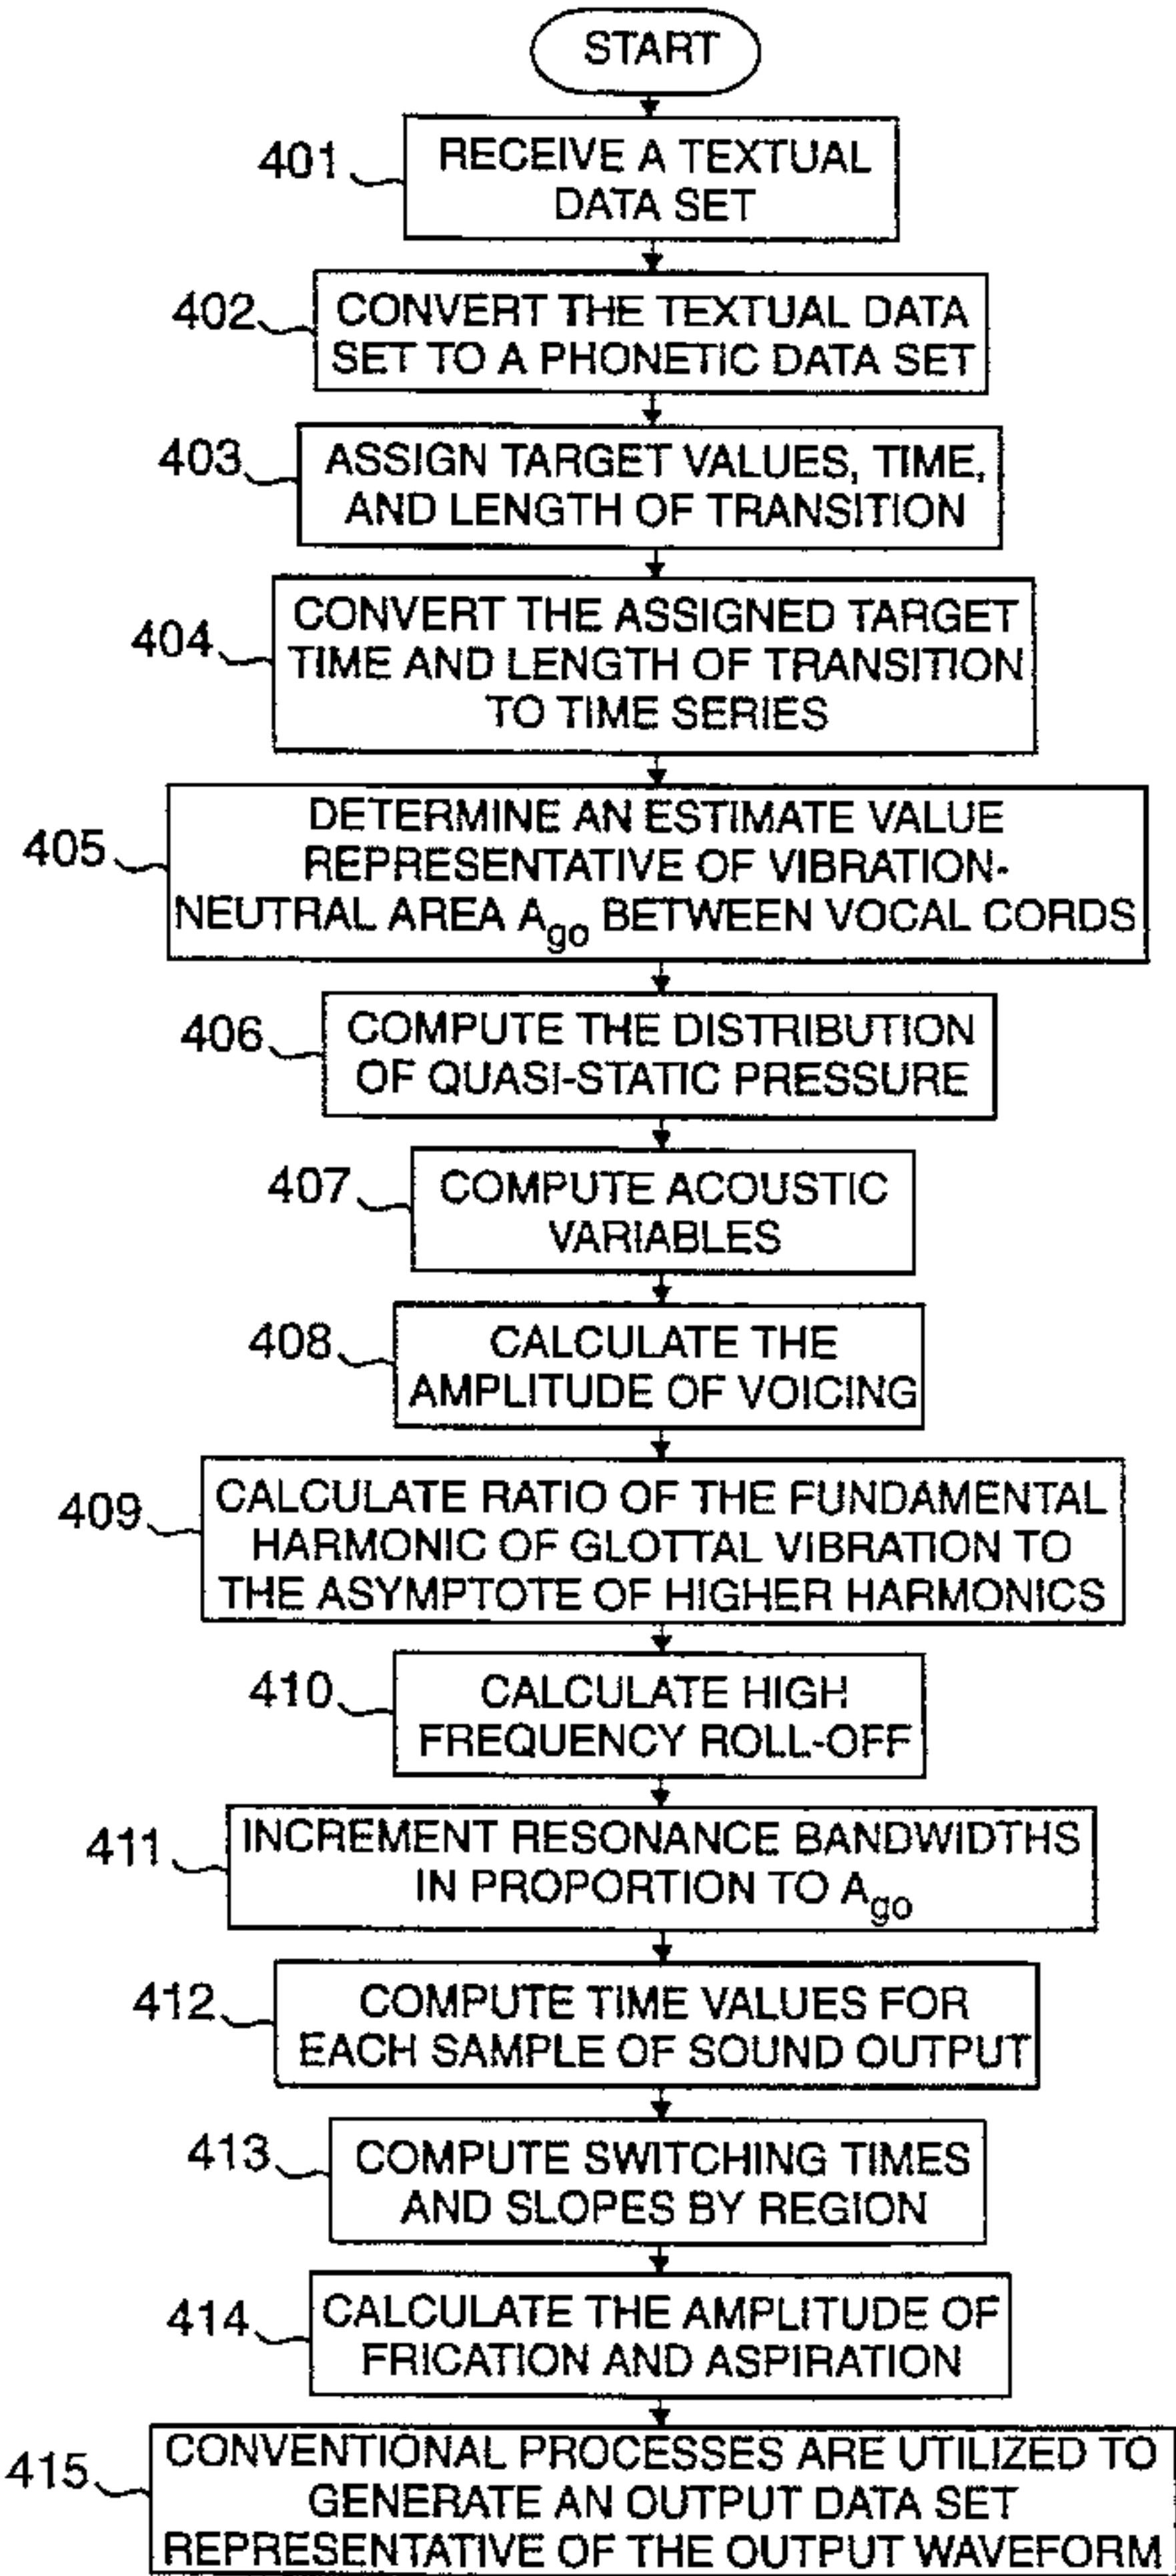 START
401
RECEIVE A TEXTUAL
DATA SET
402
CONVERT THE TEXTUAL DATA
SET TO A PHONETIC DATA SET
403
ASSIGN TARGET VALUES, TIME,
AND LENGTH OF TRANSITION
404
CONVERT THE ASSIGNED TARGET
TIME AND LENGTH OF TRANSITION
TO TIME SERIES
405
DETERMINE AN ESTIMATE VALUE
REPRESENTATIVE OF VIBRATION-
NEUTRAL AREA Ago BETWEEN VOCAL CORDS
406
COMPUTE THE DISTRIBUTION
OF QUASI-STATIC PRESSURE
407
COMPUTE ACOUSTIC
VARIABLES
408
CALCULATE THE
AMPLITUDE OF VOICING
409
CALCULATE RATIO OF THE FUNDAMENTAL
HARMONIC OF GLOTTAL VIBRATION TO
THE ASYMPTOTE OF HIGHER HARMONICS
410
CALCULATE HIGH
FREQUENCY ROLL-OFF
411
INCREMENT RESONANCE BANDWIDTHS
IN PROPORTION TO Ago
412
COMPUTE TIME VALUES FOR
EACH SAMPLE OF SOUND OUTPUT
413
COMPUTE SWITCHING TIMES
AND SLOPES BY REGION
414
CALCULATE THE AMPLITUDE OF
FRICATION AND ASPIRATION
415
CONVENTIONAL PROCESSES ARE UTILIZED TO
GENERATE AN OUTPUT DATA SET
REPRESENTATIVE OF THE OUTPUT WAVEFORM